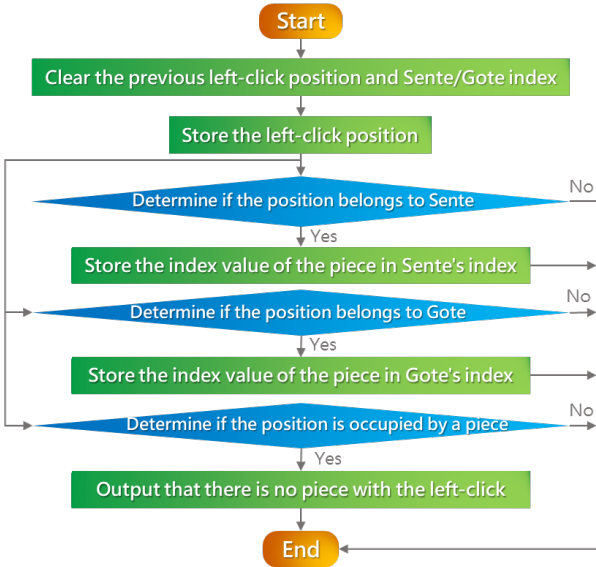 Start
Clear the previous left-click position and Sente/Gote index
Store the left-click position
Determine if the position belongs to Sente
No
Yes
Store the index value of the piece in Sente's index
Determine if the position belongs to Gote
No
Yes
Store the index value of the piece in Gote's index
Determine if the position is occupied by a piece
No
Yes
Output that there is no piece with the left-click
End